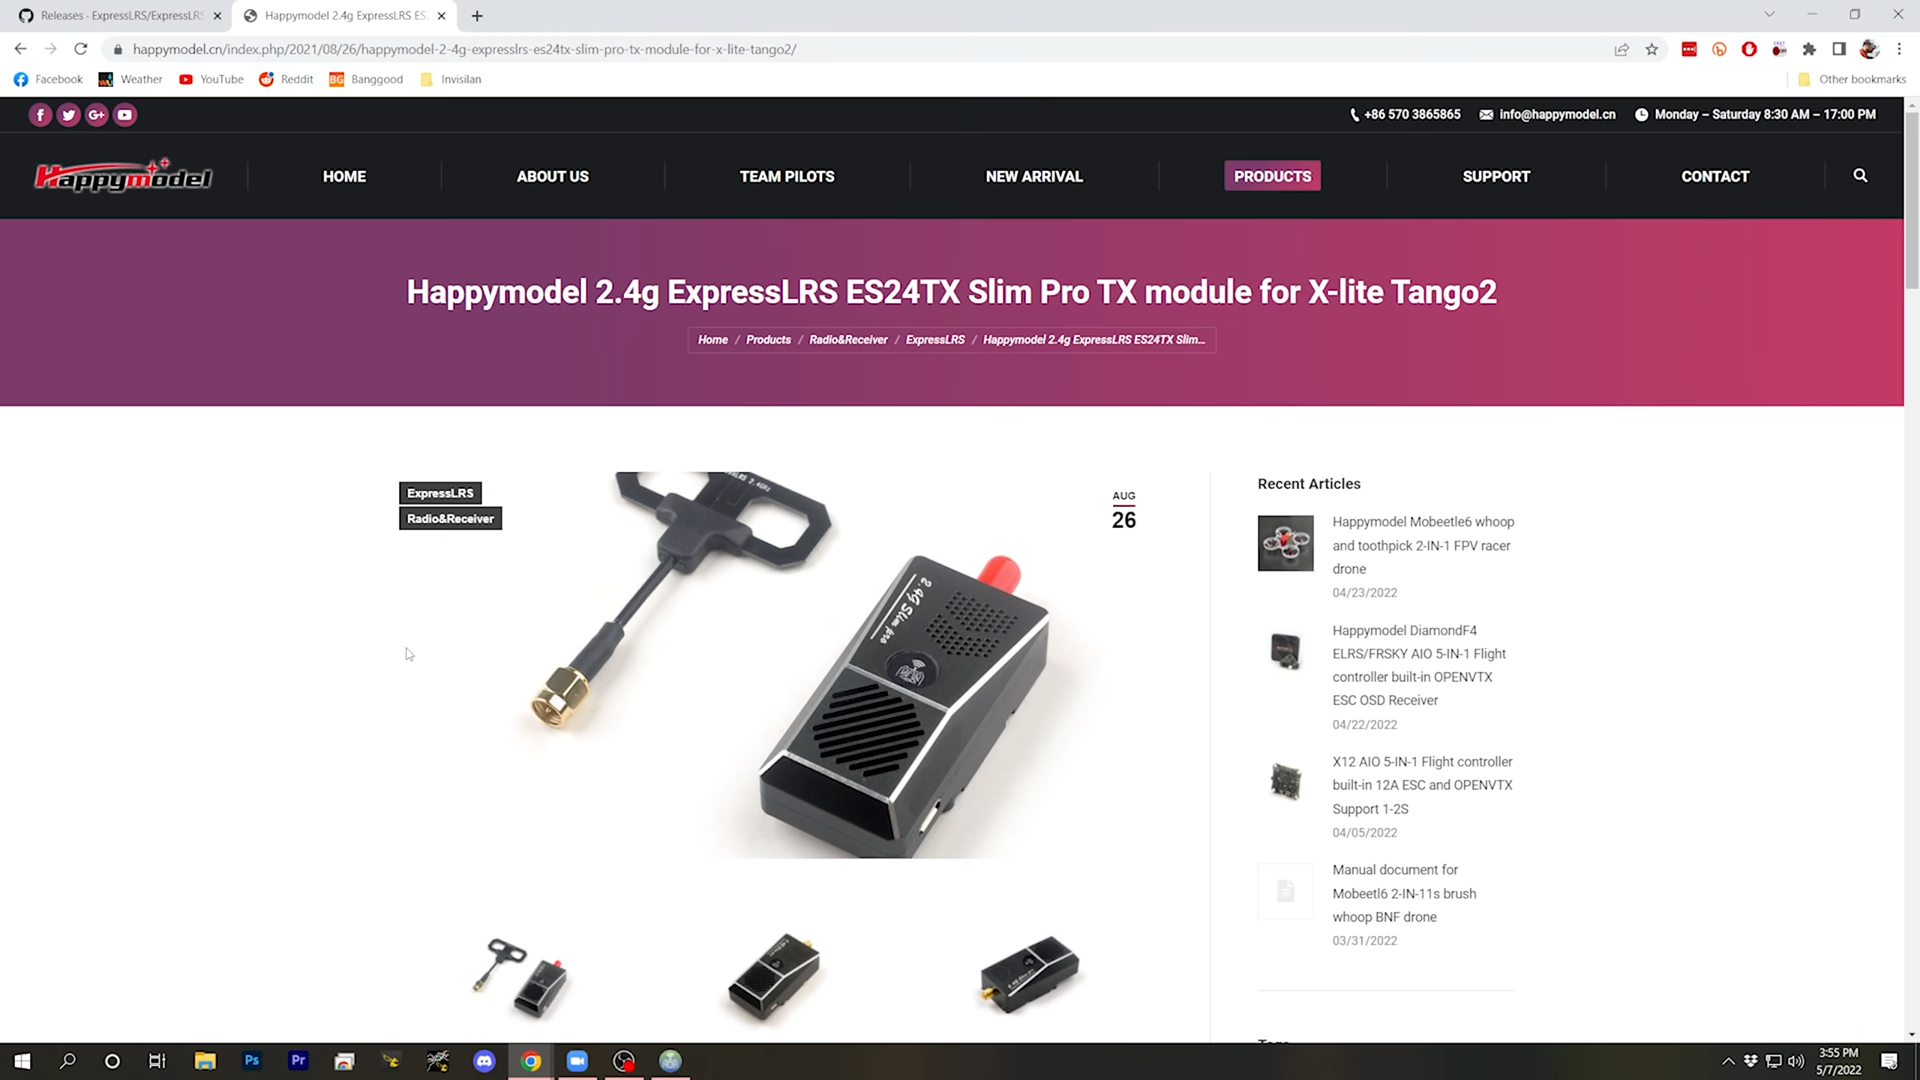 Releases · ExpressLRS/ExpressLRS
Happymodel 2.4g ExpressLRS ES
happymodel.cn/index.php/2021/08/26/happymodel-2-4g-expresslrs-es24tx-slim-pro-tx-module-for-x-lite-tango2/
Facebook
Weather
YouTube
Reddit
BG
Banggood
Invisilan
Other bookmarks
+86 570 3865865
info@happymodel.cn
Monday – Saturday 8:30 AM – 17:00 PM
Happymodel
HOME
ABOUT US
TEAM PILOTS
NEW ARRIVAL
PRODUCTS
SUPPORT
CONTACT
Happymodel 2.4g ExpressLRS ES24TX Slim Pro TX module for X-lite Tango2
Home / Products / Radio&Receiver / ExpressLRS / Happymodel 2.4g ExpressLRS ES24TX Slim...
ExpressLRS
Radio&Receiver
AUG
26
2.4G Slim pro
Recent Articles
Happymodel Mobeetle6 whoop
and toothpick 2-IN-1 FPV racer
drone
04/23/2022
Happymodel DiamondF4
ELRS/FRSKY AIO 5-IN-1 Flight
controller built-in OPENVTX
ESC OSD Receiver
04/22/2022
X12 AIO 5-IN-1 Flight controller
built-in 12A ESC and OPENVTX
Support 1-2S
04/05/2022
Manual document for
Mobeetl6 2-IN-11s brush
whoop BNF drone
03/31/2022
Ps
Pr
3:55 PM
5/7/2022